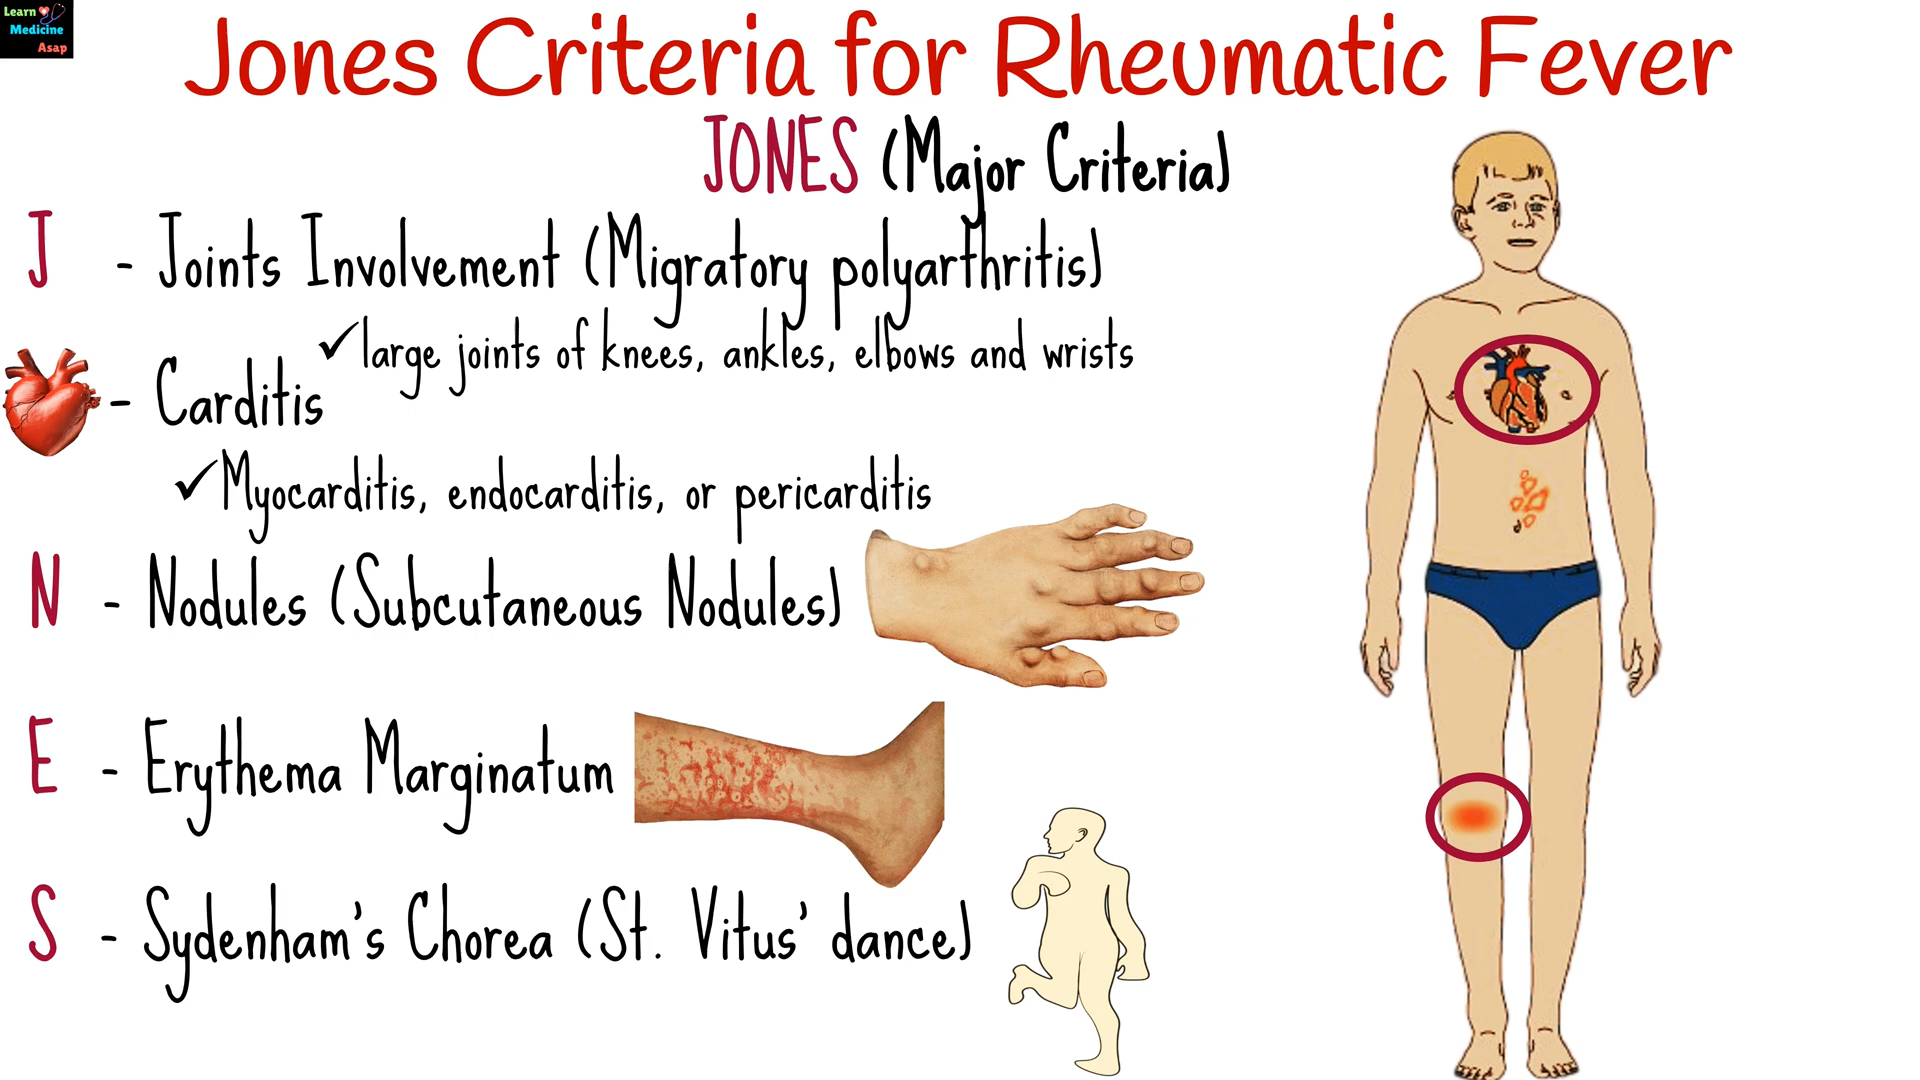 Learn
Medicine
Asap
Jones Criteria for Rheumatic Fever
JONES (Major Criteria)
J - Joints Involvement (Migratory polyarthritis)
✓large joints of knees, ankles, elbows and wrists
- Carditis
✓Myocarditis, endocarditis, or pericarditis
N - Nodules (Subcutaneous Nodules)
E - Erythema Marginatum
S - Sydenham's Chorea (St. Vitus' dance)